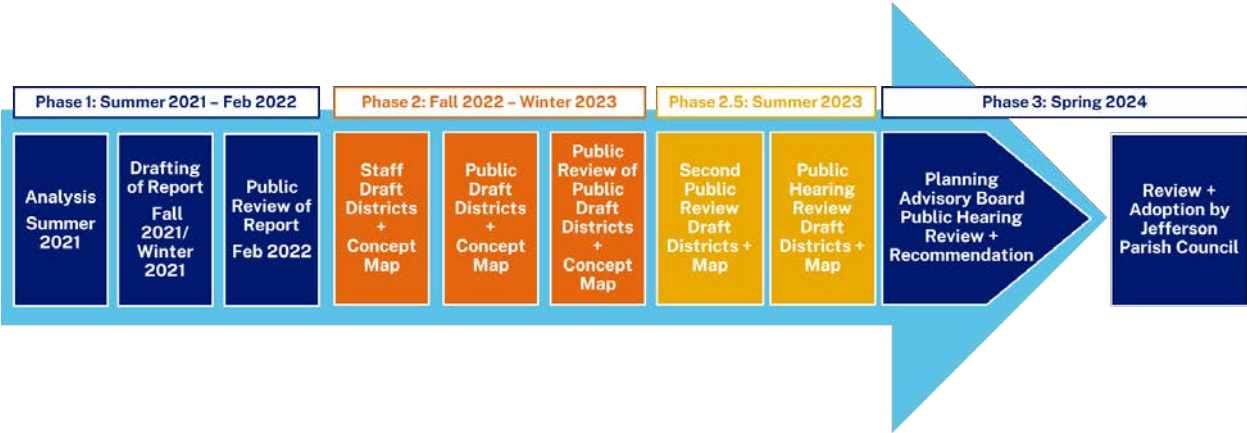 Phase 1: Summer 2021 – Feb 2022
Analysis
Summer
2021
Drafting
of Report
Fall
2021/
Winter
2021
Public
Review of
Report
Feb 2022
Phase 2: Fall 2022 – Winter 2023
Staff
Draft
Districts
+
Concept
Map
Public
Draft
Districts
+
Concept
Map
Public
Review of
Public
Draft
Districts
+
Concept
Map
Phase 2.5: Summer 2023
Second
Public
Review
Draft
Districts +
Map
Public
Hearing
Review
Draft
Districts +
Map
Phase 3: Spring 2024
Planning
Advisory Board
Public Hearing
Review +
Recommendation
Review +
Adoption by
Jefferson
Parish Council